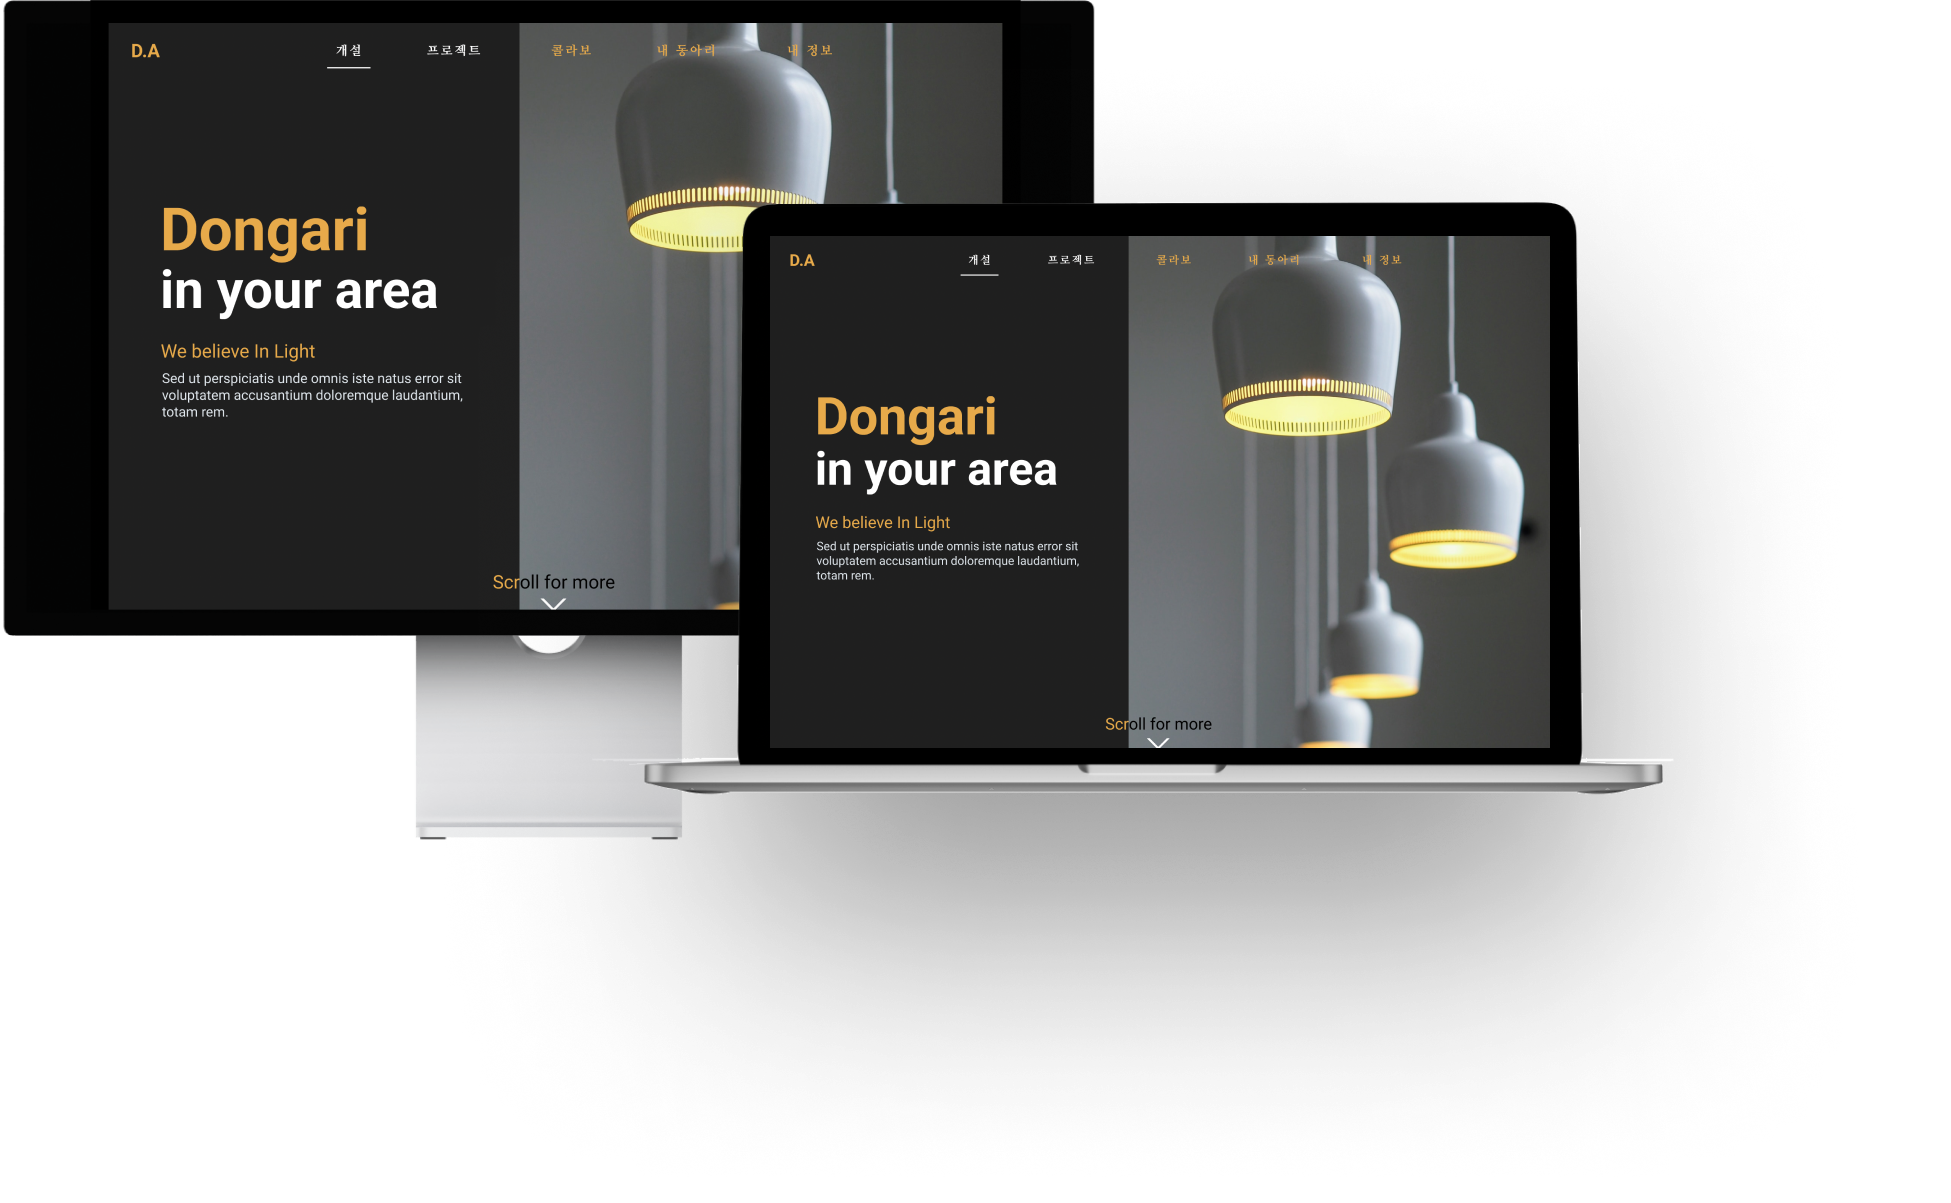 D.A
개설 프로젝트 콜라보 내 동아리 내 정보
Dongari
in your area
We believe In Light
Sed ut perspiciatis unde omnis iste natus error sit
voluptatem accusantium doloremque laudantium,
totam rem.
Scroll for more
D.A
개설 프로젝트 콜라보 내 동아리 내 정보
Dongari
in your area
We believe In Light
Sed ut perspiciatis unde omnis iste natus error sit
voluptatem accusantium doloremque laudantium,
totam rem.
Scroll for more